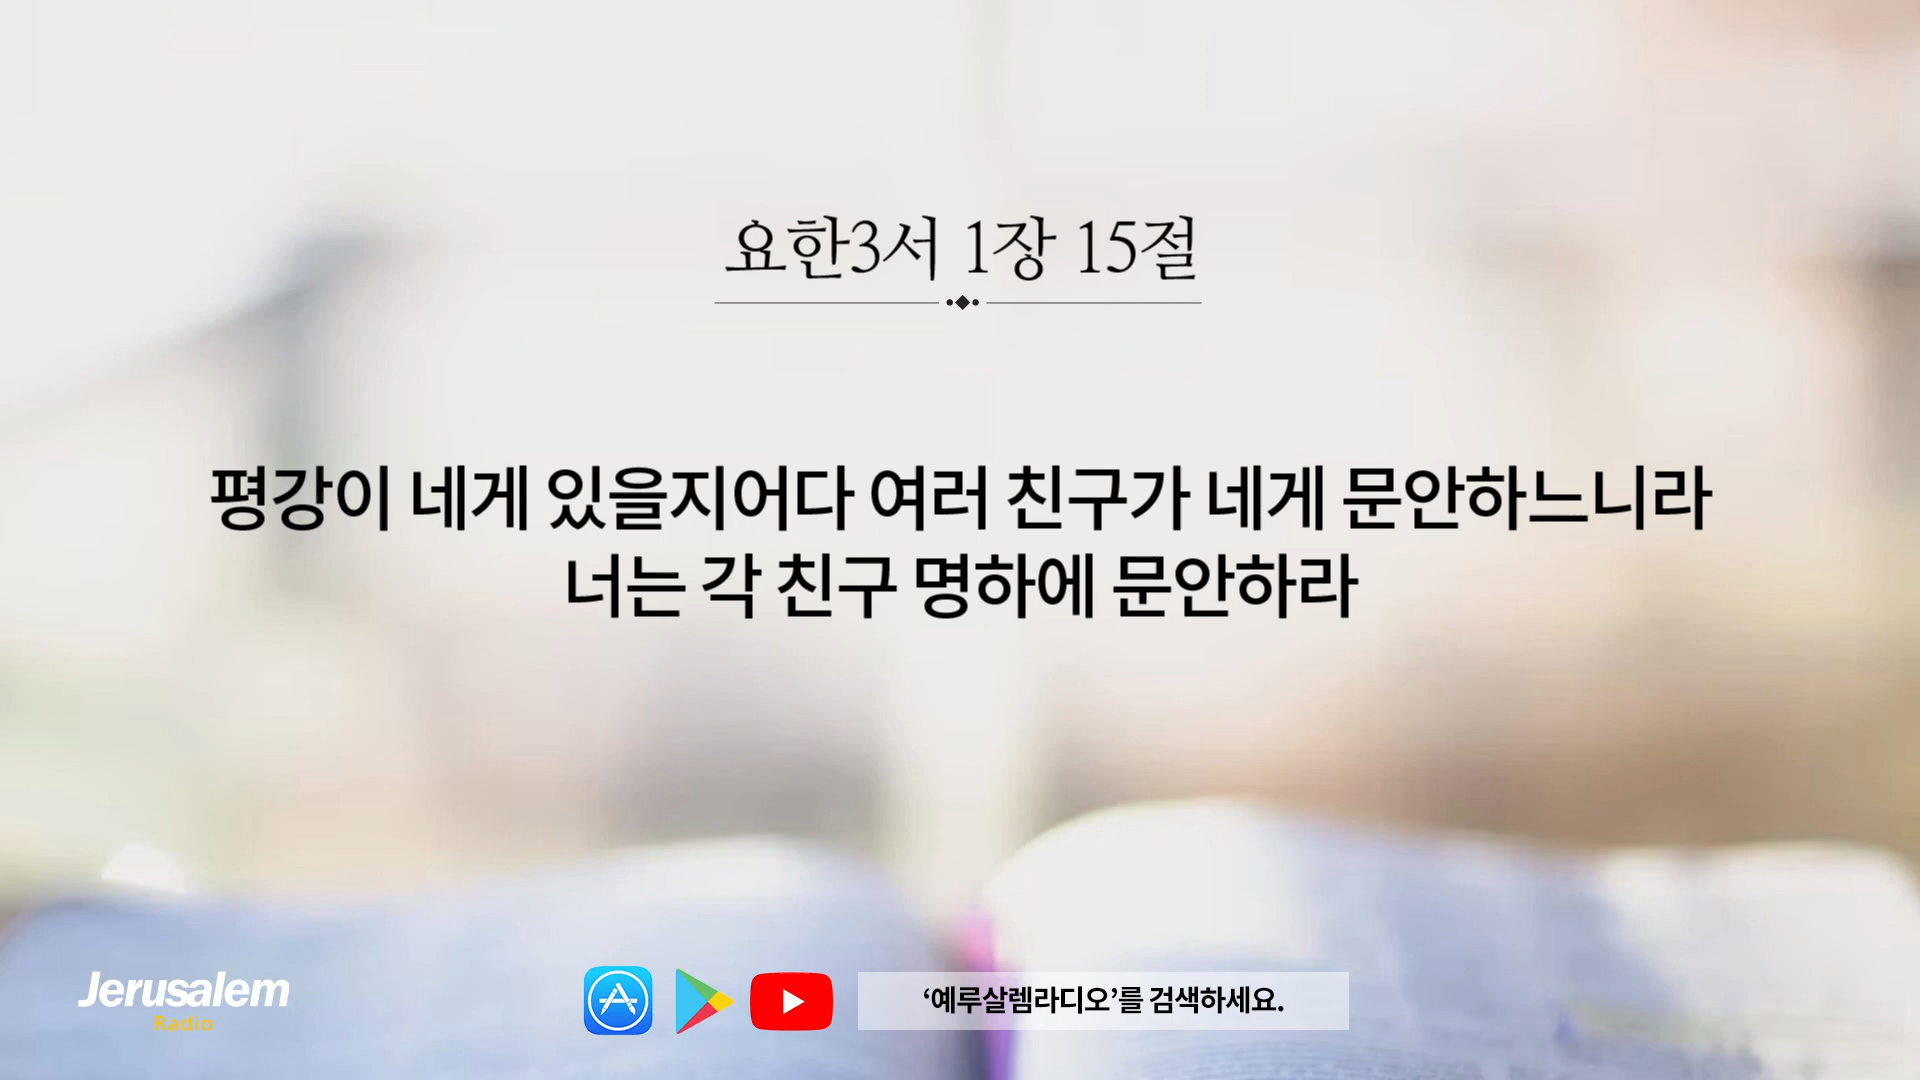 요한3서 1장 15절
평강이 네게 있을지어다 여러 친구가 네게 문안하느니라
너는 각 친구 명하에 문안하라
Jerusalem
Radio
‘예루살렘라디오’를 검색하세요.